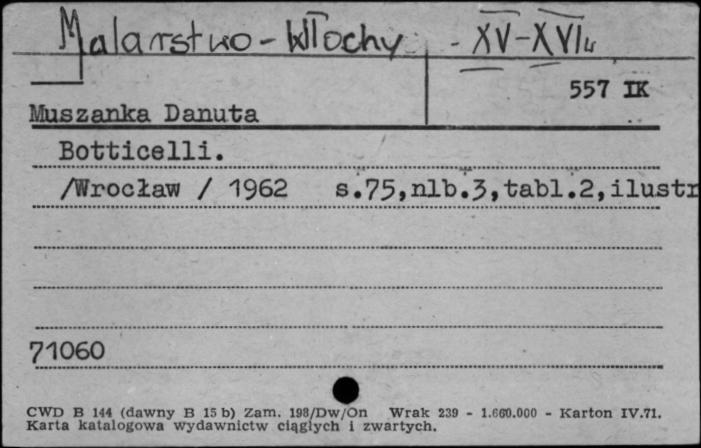 Malarstwo - Włochy - XV-XVIw
557 IK
Muszanka Danuta
Botticelli.
/Wrocław / 1962 s.75,nlb.3,tabl.2,ilustr
71060
CWD B 144 (dawny B 15 b) Zam. 198/Dw/On Wrak 239 - 1.660.000 - Karton IV.71.
Karta katalogowa wydawnictw ciągłych i zwartych.